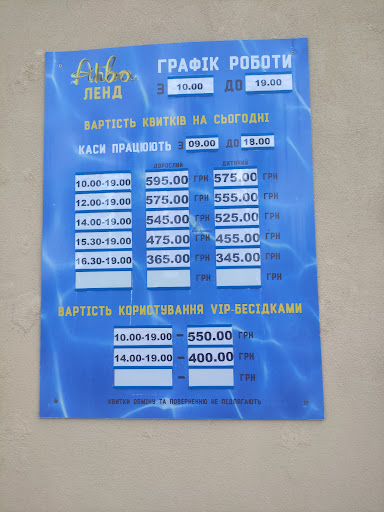 Аква
ЛЕНД
ГРАФІК РОБОТИ
З 10.00 ДО 19.00
ВАРТІСТЬ КВИТКІВ НА СЬОГОДНІ
КАСИ ПРАЦЮЮТЬ З 09.00 ДО 18.00
ДОРОСЛИЙ ДИТЯЧИЙ
10.00-19.00 595.00 ГРН 575.00 ГРН
12.00-19.00 575.00 ГРН 555.00 ГРН
14.00-19.00 545.00 ГРН 525.00 ГРН
15.30-19.00 475.00 ГРН 455.00 ГРН
16.30-19.00 365.00 ГРН 345.00 ГРН
ГРН ГРН
ВАРТІСТЬ КОРИСТУВАННЯ VIP-БЕСІДКАМИ
10.00-19.00 - 550.00 ГРН
14.00-19.00 - 400.00 ГРН
- ГРН
КВИТКИ ОБМІНУ ТА ПОВЕРНЕННЮ НЕ ПІДЛЯГАЮТЬ